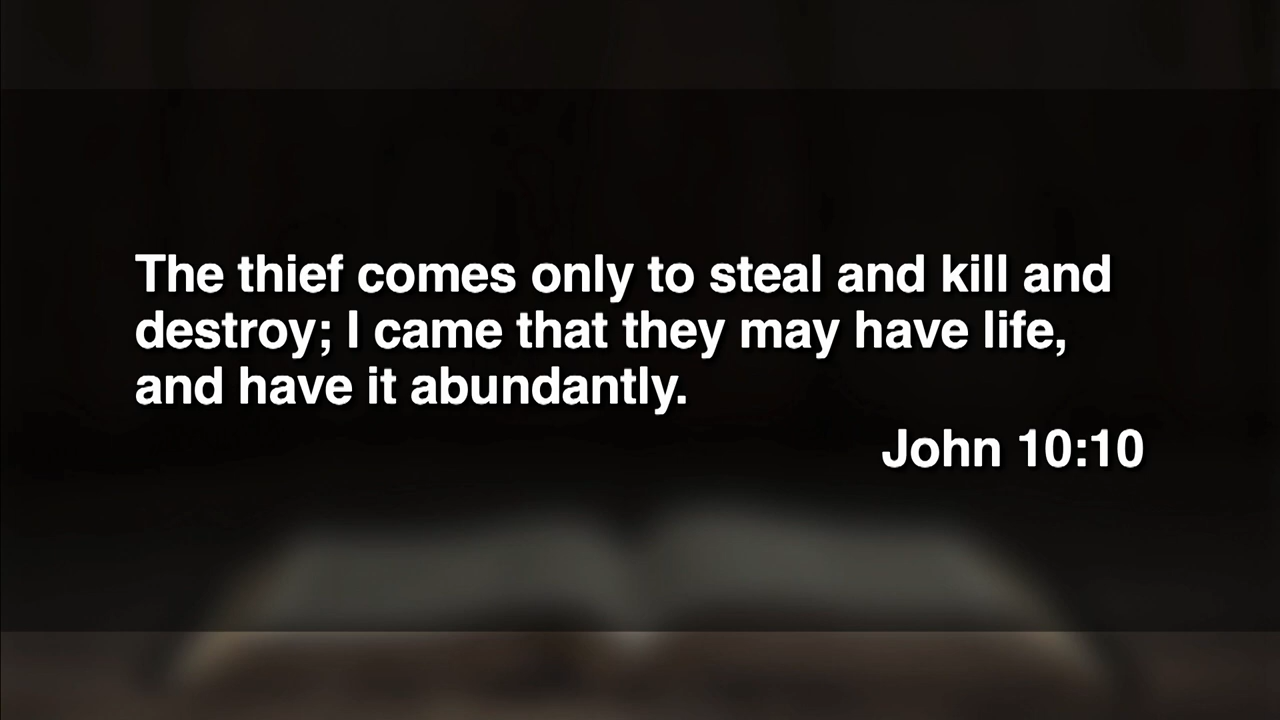 The thief comes only to steal and kill and
destroy; I came that they may have life,
and have it abundantly.
John 10:10